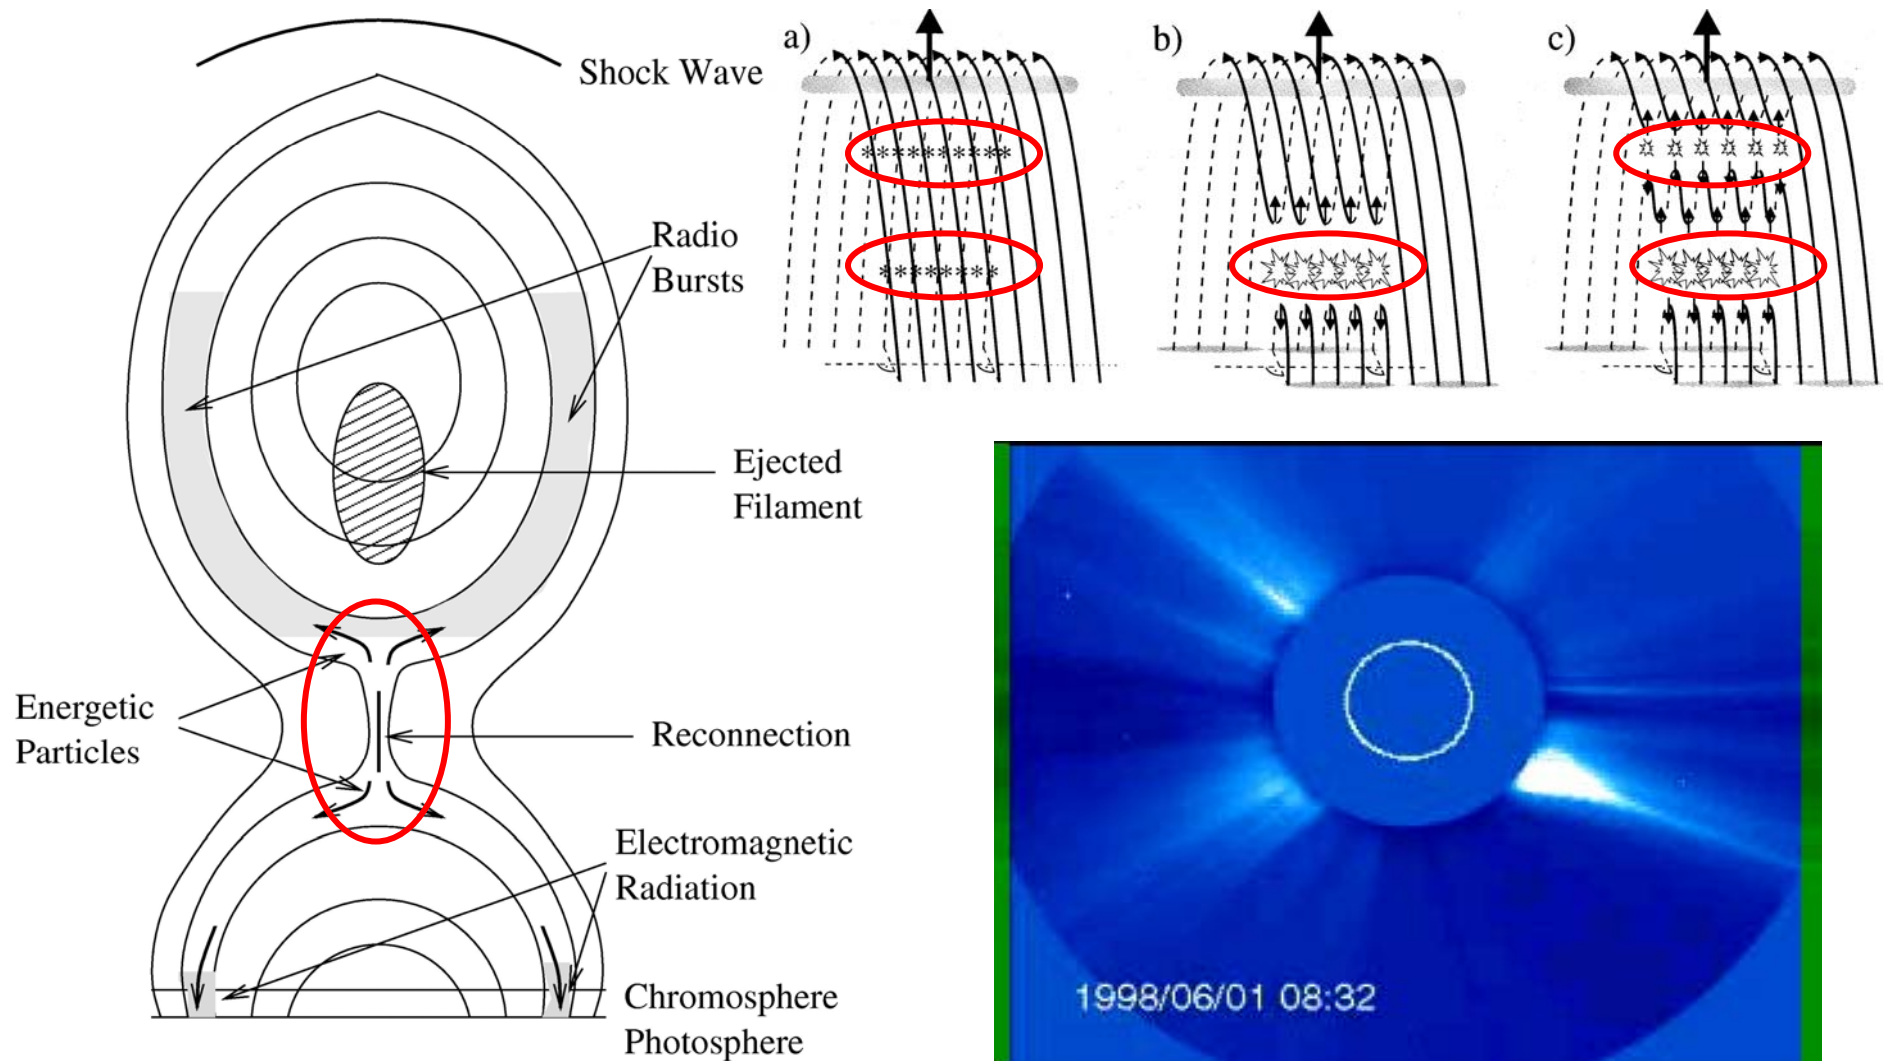 Shock Wave
Radio
Bursts
Ejected
Filament
Energetic
Particles
Reconnection
Electromagnetic
Radiation
Chromosphere
Photosphere
a)
b)
c)
1998/06/01 08:32